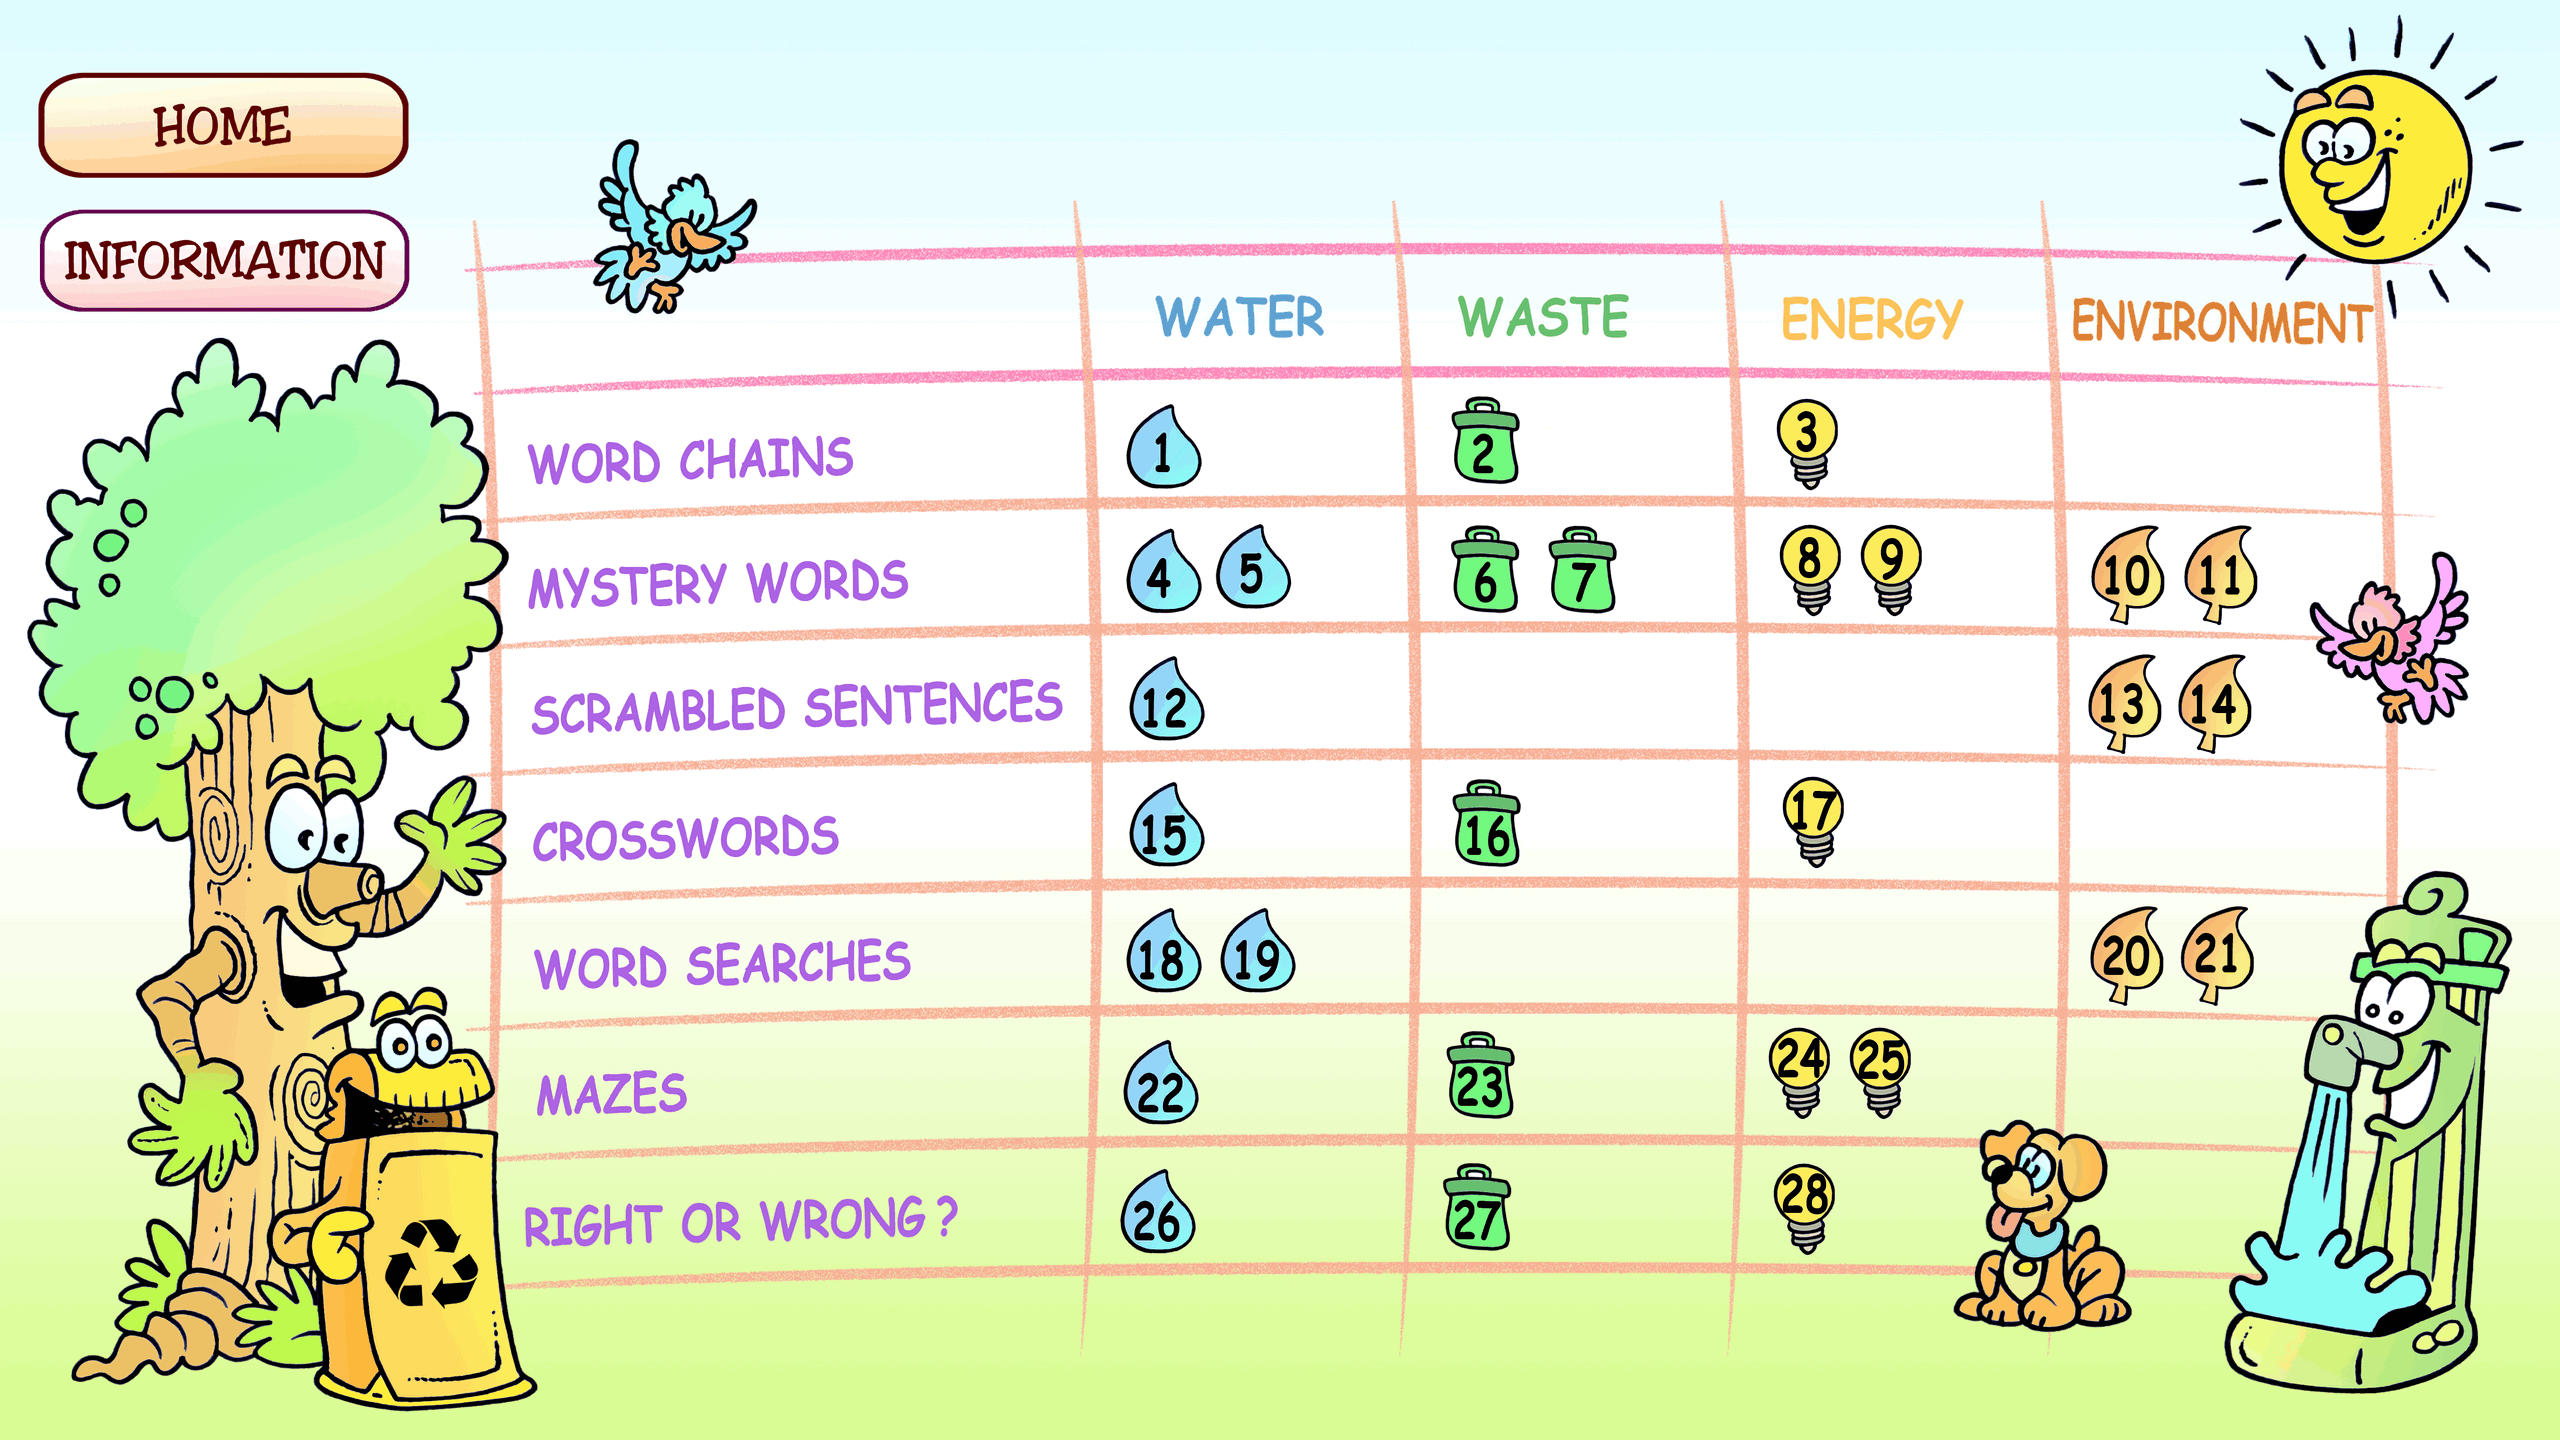 HOME
INFORMATION
WATER WASTE ENERGY ENVIRONMENT
WORD CHAINS 1 2 3
MYSTERY WORDS 4 5 6 7 8 9 10 11
SCRAMBLED SENTENCES 12 13 14
CROSSWORDS 15 16 17
WORD SEARCHES 18 19 20 21
MAZES 22 23 24 25
RIGHT OR WRONG? 26 27 28